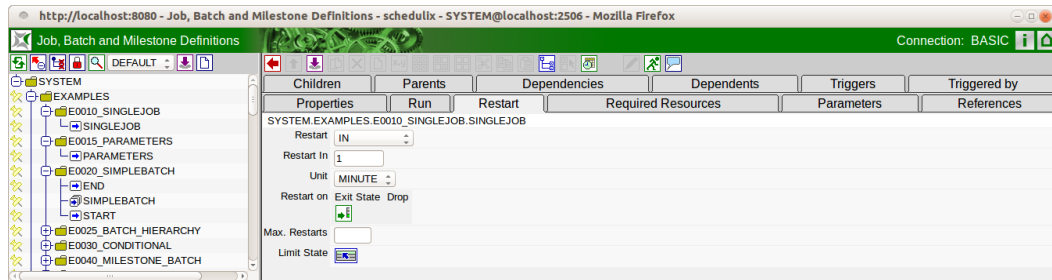 http://localhost:8080 - Job, Batch and Milestone Definitions - schedulix - SYSTEM@localhost:2506 - Mozilla Firefox
Job, Batch and Milestone Definitions
Connection: BASIC
DEFAULT
SYSTEM
EXAMPLES
E0010_SINGLEJOB
SINGLEJOB
E0015_PARAMETERS
PARAMETERS
E0020_SIMPLEBATCH
END
SIMPLEBATCH
START
E0025_BATCH_HIERARCHY
E0030_CONDITIONAL
E0040_MILESTONE_BATCH
Children Parents Dependencies Dependents Triggers Triggered by
Properties Run Restart Required Resources Parameters References
SYSTEM.EXAMPLES.E0010_SINGLEJOB.SINGLEJOB
Restart IN
Restart In 1
Unit MINUTE
Restart on Exit State Drop
Max. Restarts
Limit State